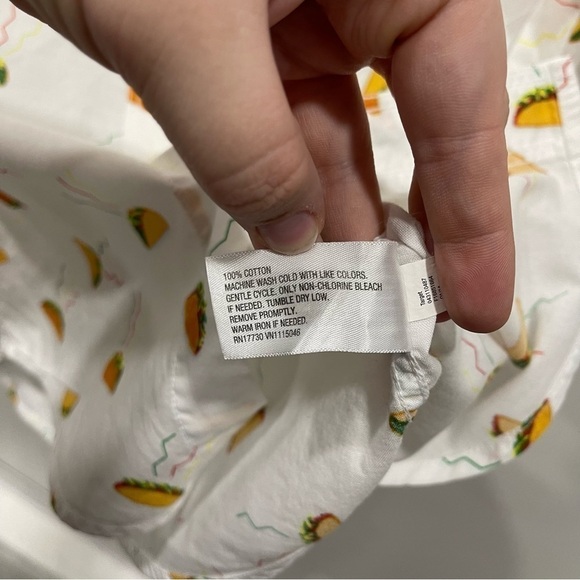 100% COTTON
MACHINE WASH COLD WITH LIKE COLORS.
GENTLE CYCLE. ONLY NON-CHLORINE BLEACH
IF NEEDED. TUMBLE DRY LOW.
REMOVE PROMPTLY.
WARM IRON IF NEEDED.
RN17730 VN1115046